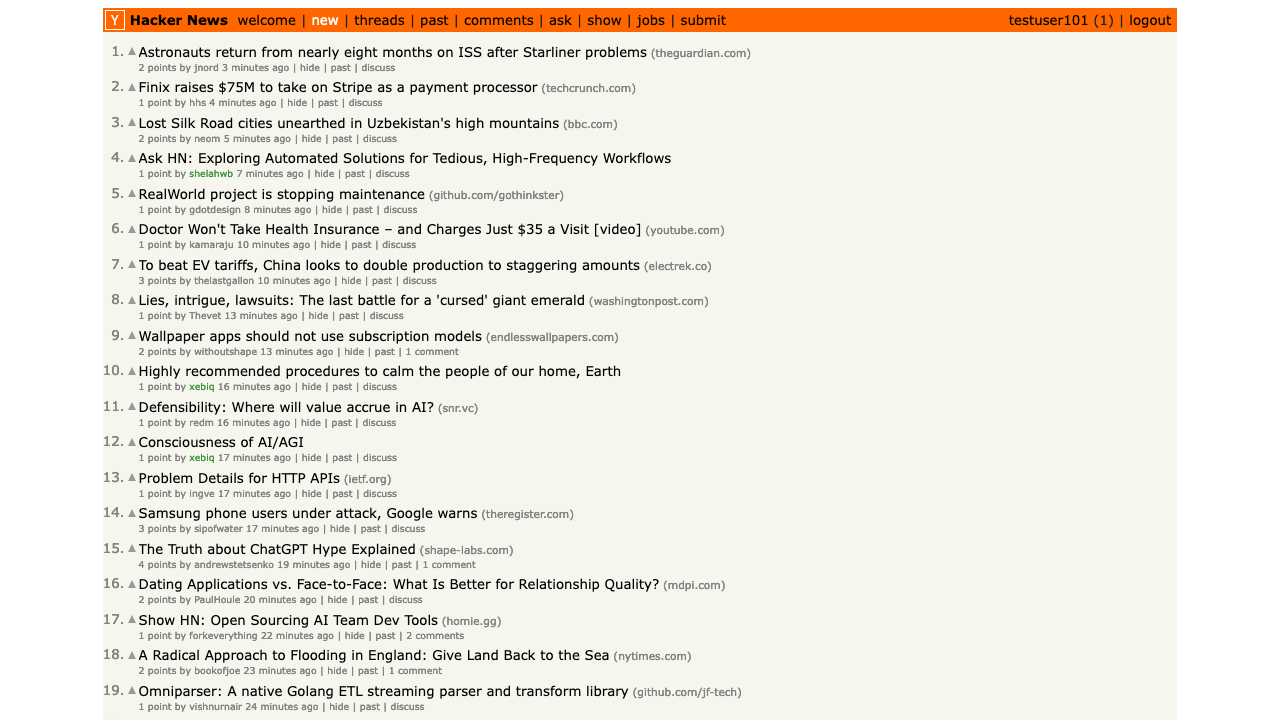 Y Hacker News welcome | new | threads | past | comments | ask | show | jobs | submit testuser101 (1) | logout
1. Astronauts return from nearly eight months on ISS after Starliner problems (theguardian.com)
2 points by jnord 3 minutes ago | hide | past | discuss
2. Finix raises $75M to take on Stripe as a payment processor (techcrunch.com)
1 point by hhs 4 minutes ago | hide | past | discuss
3. Lost Silk Road cities unearthed in Uzbekistan's high mountains (bbc.com)
2 points by neom 5 minutes ago | hide | past | discuss
4. Ask HN: Exploring Automated Solutions for Tedious, High-Frequency Workflows
1 point by shelahwb 7 minutes ago | hide | past | discuss
5. RealWorld project is stopping maintenance (github.com/gothinkster)
1 point by gdotdesign 8 minutes ago | hide | past | discuss
6. Doctor Won't Take Health Insurance – and Charges Just $35 a Visit [video] (youtube.com)
1 point by kamaraju 10 minutes ago | hide | past | discuss
7. To beat EV tariffs, China looks to double production to staggering amounts (electrek.co)
3 points by thelastgallon 10 minutes ago | hide | past | discuss
8. Lies, intrigue, lawsuits: The last battle for a 'cursed' giant emerald (washingtonpost.com)
1 point by Thevet 13 minutes ago | hide | past | discuss
9. Wallpaper apps should not use subscription models (endlesswallpapers.com)
2 points by withoutshape 13 minutes ago | hide | past | 1 comment
10. Highly recommended procedures to calm the people of our home, Earth
1 point by xebiq 16 minutes ago | hide | past | discuss
11. Defensibility: Where will value accrue in AI? (snr.vc)
1 point by redm 16 minutes ago | hide | past | discuss
12. Consciousness of AI/AGI
1 point by xebiq 17 minutes ago | hide | past | discuss
13. Problem Details for HTTP APIs (ietf.org)
1 point by ingve 17 minutes ago | hide | past | discuss
14. Samsung phone users under attack, Google warns (theregister.com)
3 points by sipofwater 17 minutes ago | hide | past | discuss
15. The Truth about ChatGPT Hype Explained (shape-labs.com)
4 points by andrewstetsenko 19 minutes ago | hide | past | 1 comment
16. Dating Applications vs. Face-to-Face: What Is Better for Relationship Quality? (mdpi.com)
2 points by PaulHoule 20 minutes ago | hide | past | discuss
17. Show HN: Open Sourcing AI Team Dev Tools (homie.gg)
1 point by forkeverything 22 minutes ago | hide | past | 2 comments
18. A Radical Approach to Flooding in England: Give Land Back to the Sea (nytimes.com)
2 points by bookofjoe 23 minutes ago | hide | past | 1 comment
19. Omniparser: A native Golang ETL streaming parser and transform library (github.com/jf-tech)
1 point by vishnurnair 24 minutes ago | hide | past | discuss